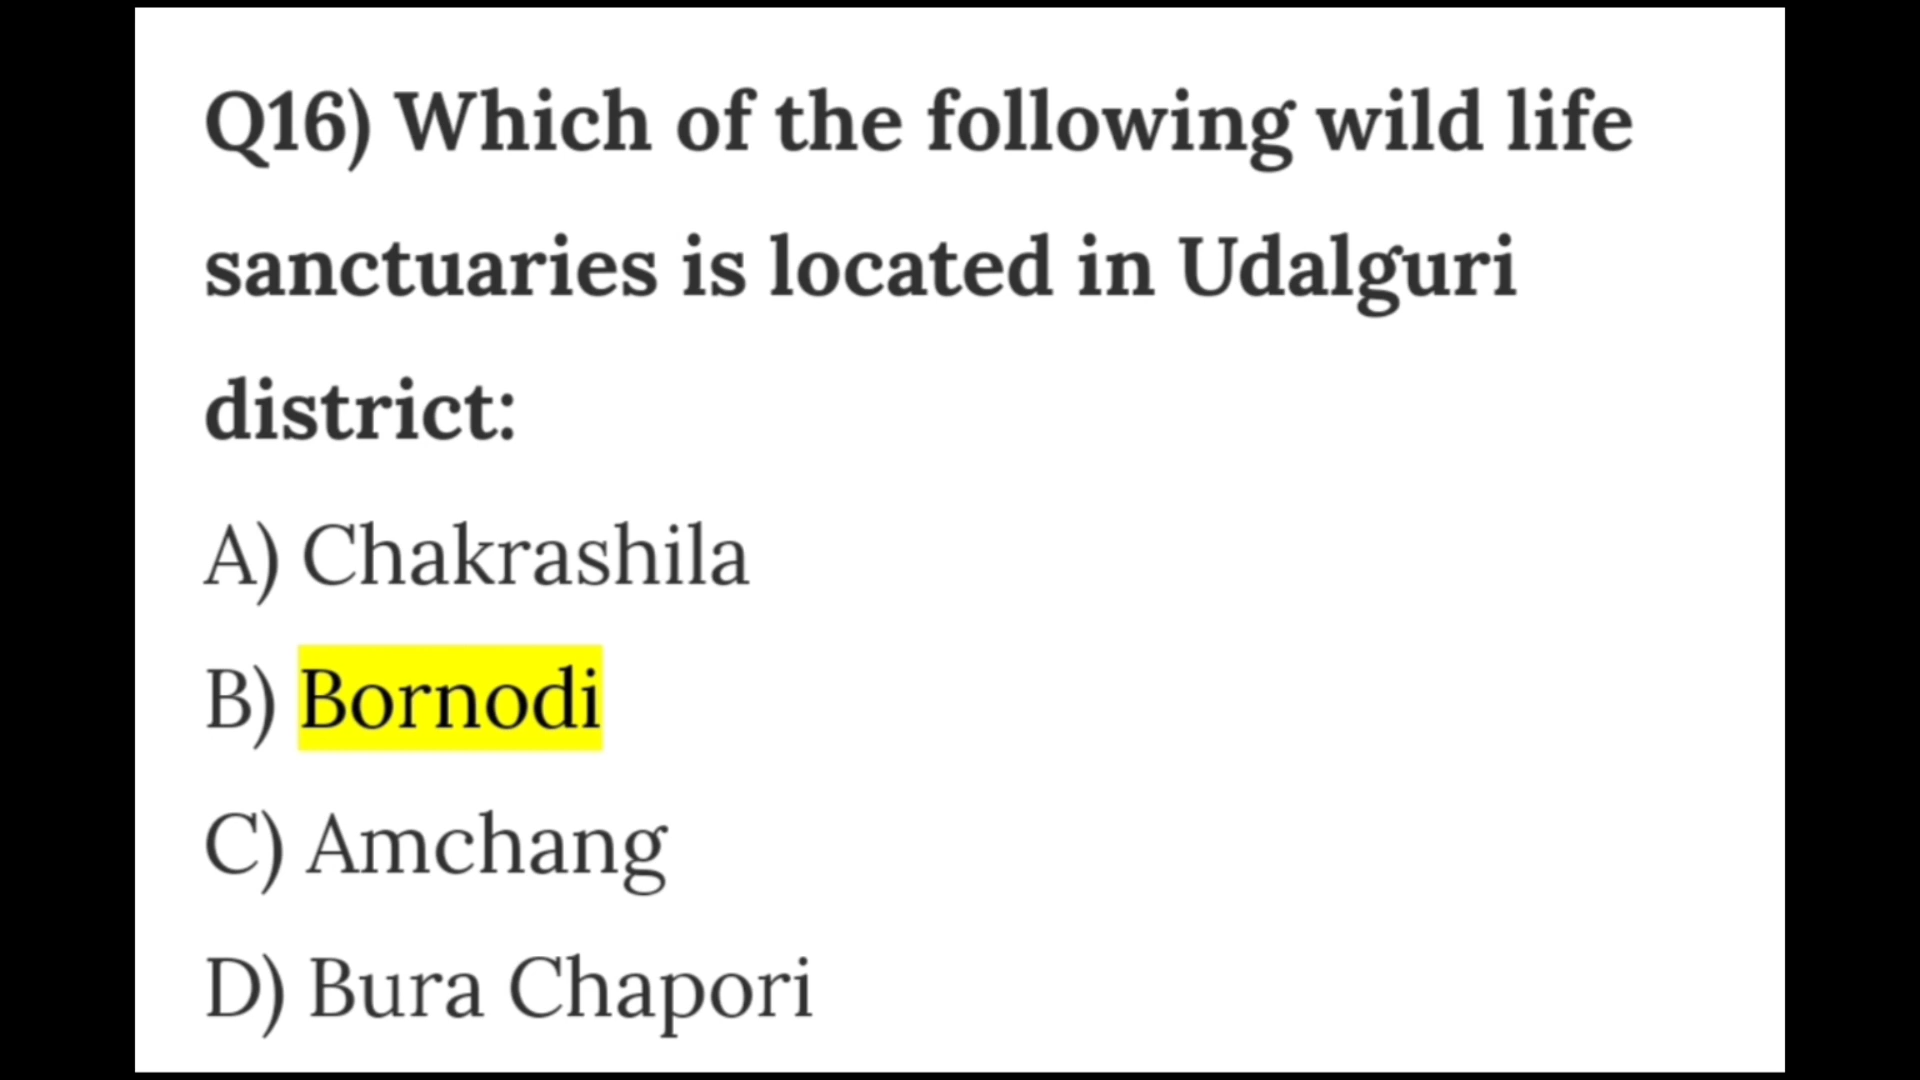 Q16) Which of the following wild life
sanctuaries is located in Udalguri
district:
A) Chakrashila
B) Bornodi
C) Amchang
D) Bura Chapori